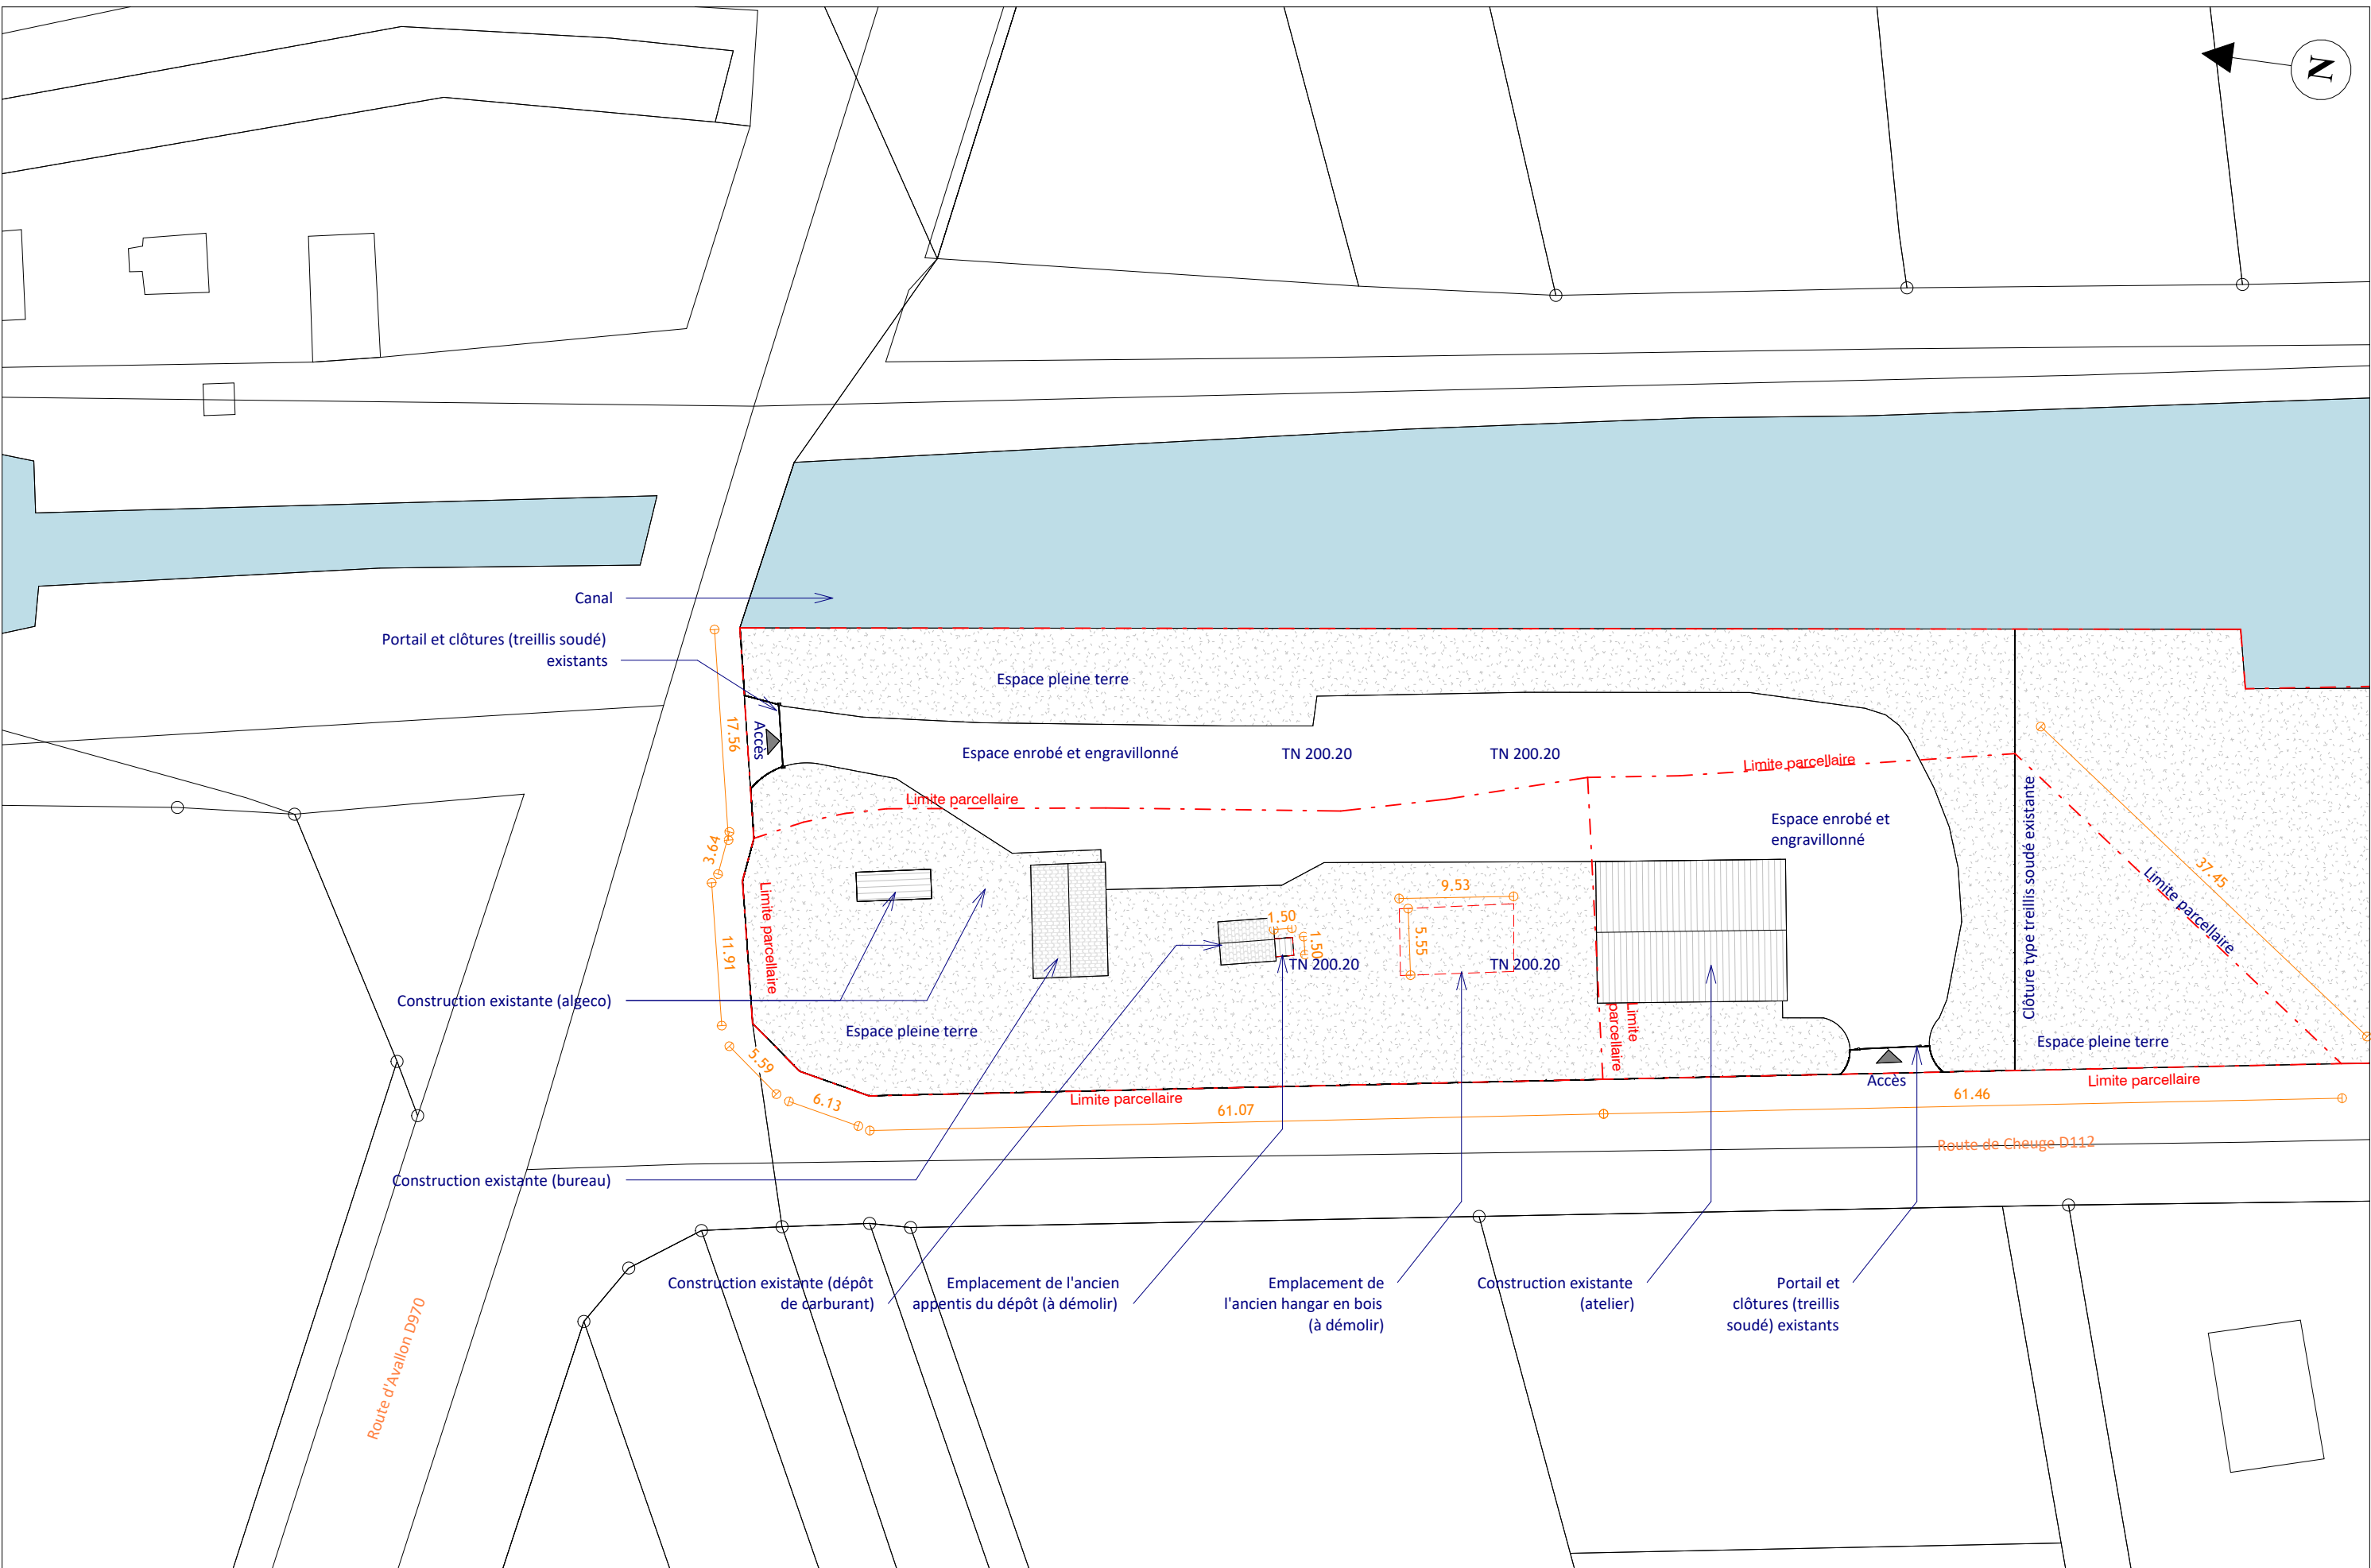 N
Canal
Portail et clôtures (treillis soudé)
existants
Espace pleine terre
17.56
Accès
Espace enrobé et engravillonné
TN 200.20
TN 200.20
Limite parcellaire
Limite parcellaire
Espace enrobé et
engravillonné
Clôture type treillis soudé existante
37.45
Limite parcellaire
3.64
Limite parcellaire
11.91
9.53
1.50
1.50
5.55
TN 200.20
TN 200.20
Construction existante (algeco)
Espace pleine terre
Limite
parcellaire
Espace pleine terre
5.59
6.13
Limite parcellaire
61.07
Accès
Limite parcellaire
61.46
Route de Cheuge D112
Construction existante (bureau)
Construction existante (dépôt
de carburant)
Emplacement de l'ancien
appentis du dépôt (à démolir)
Emplacement de
l'ancien hangar en bois
(à démolir)
Construction existante
(atelier)
Portail et
clôtures (treillis
soudé) existants
Route d'Avallon D970